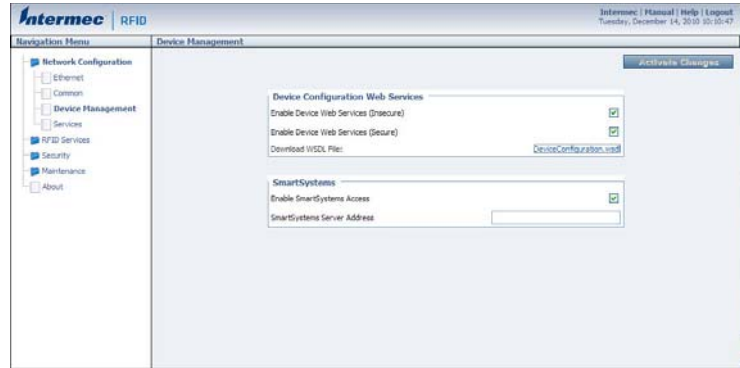 Intermec RFID
Intermec | Manual | Help | Logout
Tuesday, December 14, 2010 10:10:47
Navigation Menu
Device Management
Network Configuration
Ethernet
Common
Device Management
Services
RFID Services
Security
Maintenance
About
Activate Changes
Device Configuration Web Services
Enable Device Web Services (Insecure)
Enable Device Web Services (Secure)
Download WSDL File: DeviceConfiguration.wsdl
SmartSystems
Enable SmartSystems Access
SmartSystems Server Address